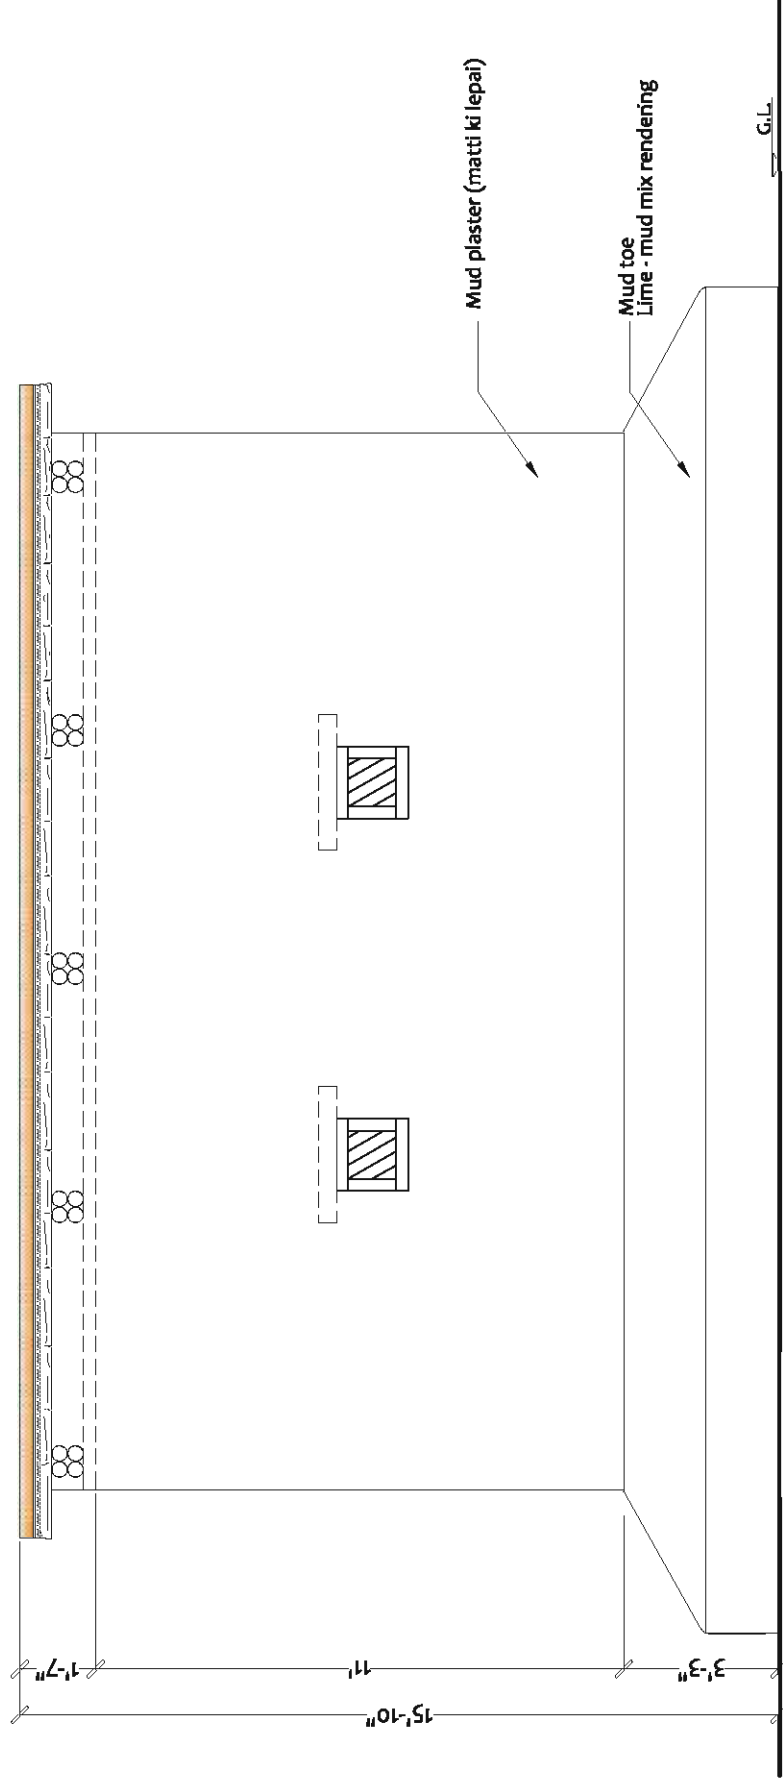 Mud plaster (matti ki lepai)
Mud toe
Lime - mud mix rendering
G.L.
1'-7"
11'
3'-3"
15'-10"